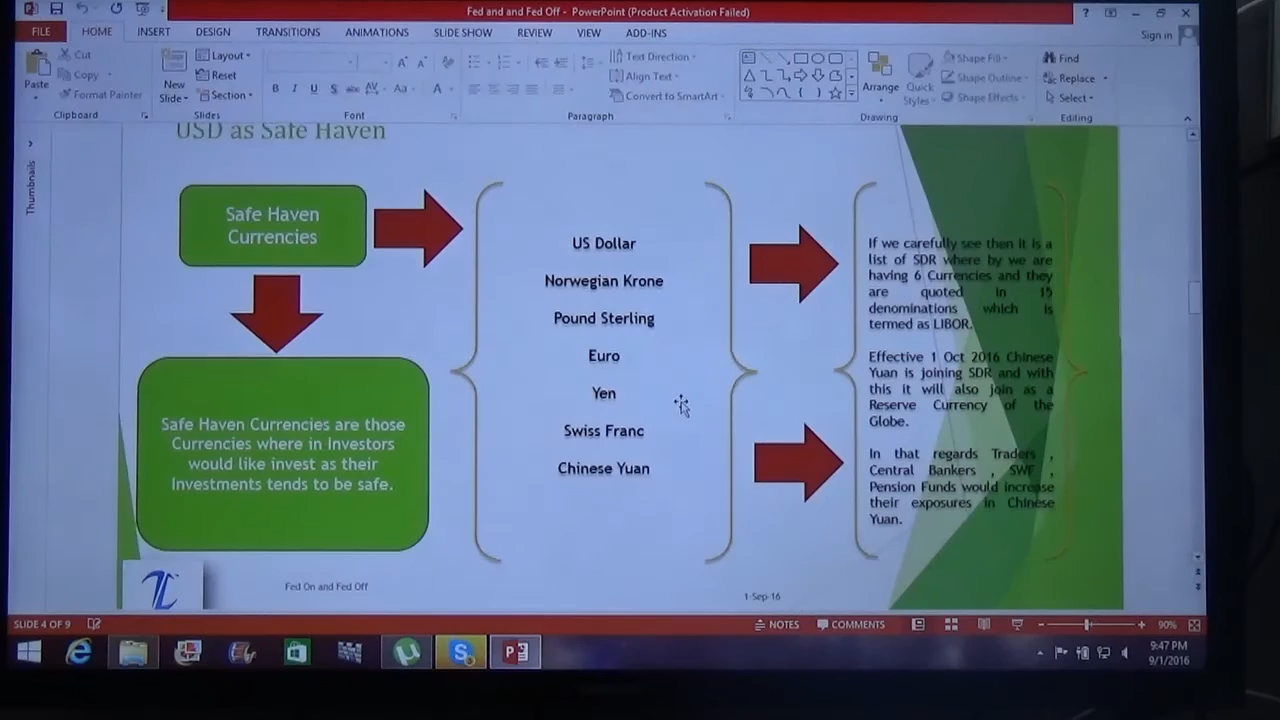 Fed and and Fed Off - PowerPoint (Product Activation Failed)
FILE HOME INSERT DESIGN TRANSITIONS ANIMATIONS SLIDE SHOW REVIEW VIEW ADD-INS Sign in
Cut
Copy
Format Painter
Paste
Clipboard
New
Slide
Layout
Reset
Section
Slides
B I U S abc AV Aa A
Font
Text Direction
Align Text
Convert to SmartArt
Paragraph
Arrange
Quick
Styles
Shape Fill
Shape Outline
Shape Effects
Drawing
Find
Replace
Select
Editing
Thumbnails
USD as Safe Haven
Safe Haven
Currencies
Safe Haven Currencies are those
Currencies where in Investors
would like invest as their
Investments tends to be safe.
US Dollar
Norwegian Krone
Pound Sterling
Euro
Yen
Swiss Franc
Chinese Yuan
If we carefully see then it is a
list of SDR where by we are
having 6 Currencies and they
are quoted in 15
denominations which is
termed as LIBOR.
Effective 1 Oct 2016 Chinese
Yuan is joining SDR and with
this it will also join as a
Reserve Currency of the
Globe.
In that regards Traders ,
Central Bankers , SWF ,
Pension Funds would increase
their exposures in Chinese
Yuan.
Fed On and Fed Off
1-Sep-16
SLIDE 4 OF 9 NOTES COMMENTS 90%
9:47 PM
9/1/2016